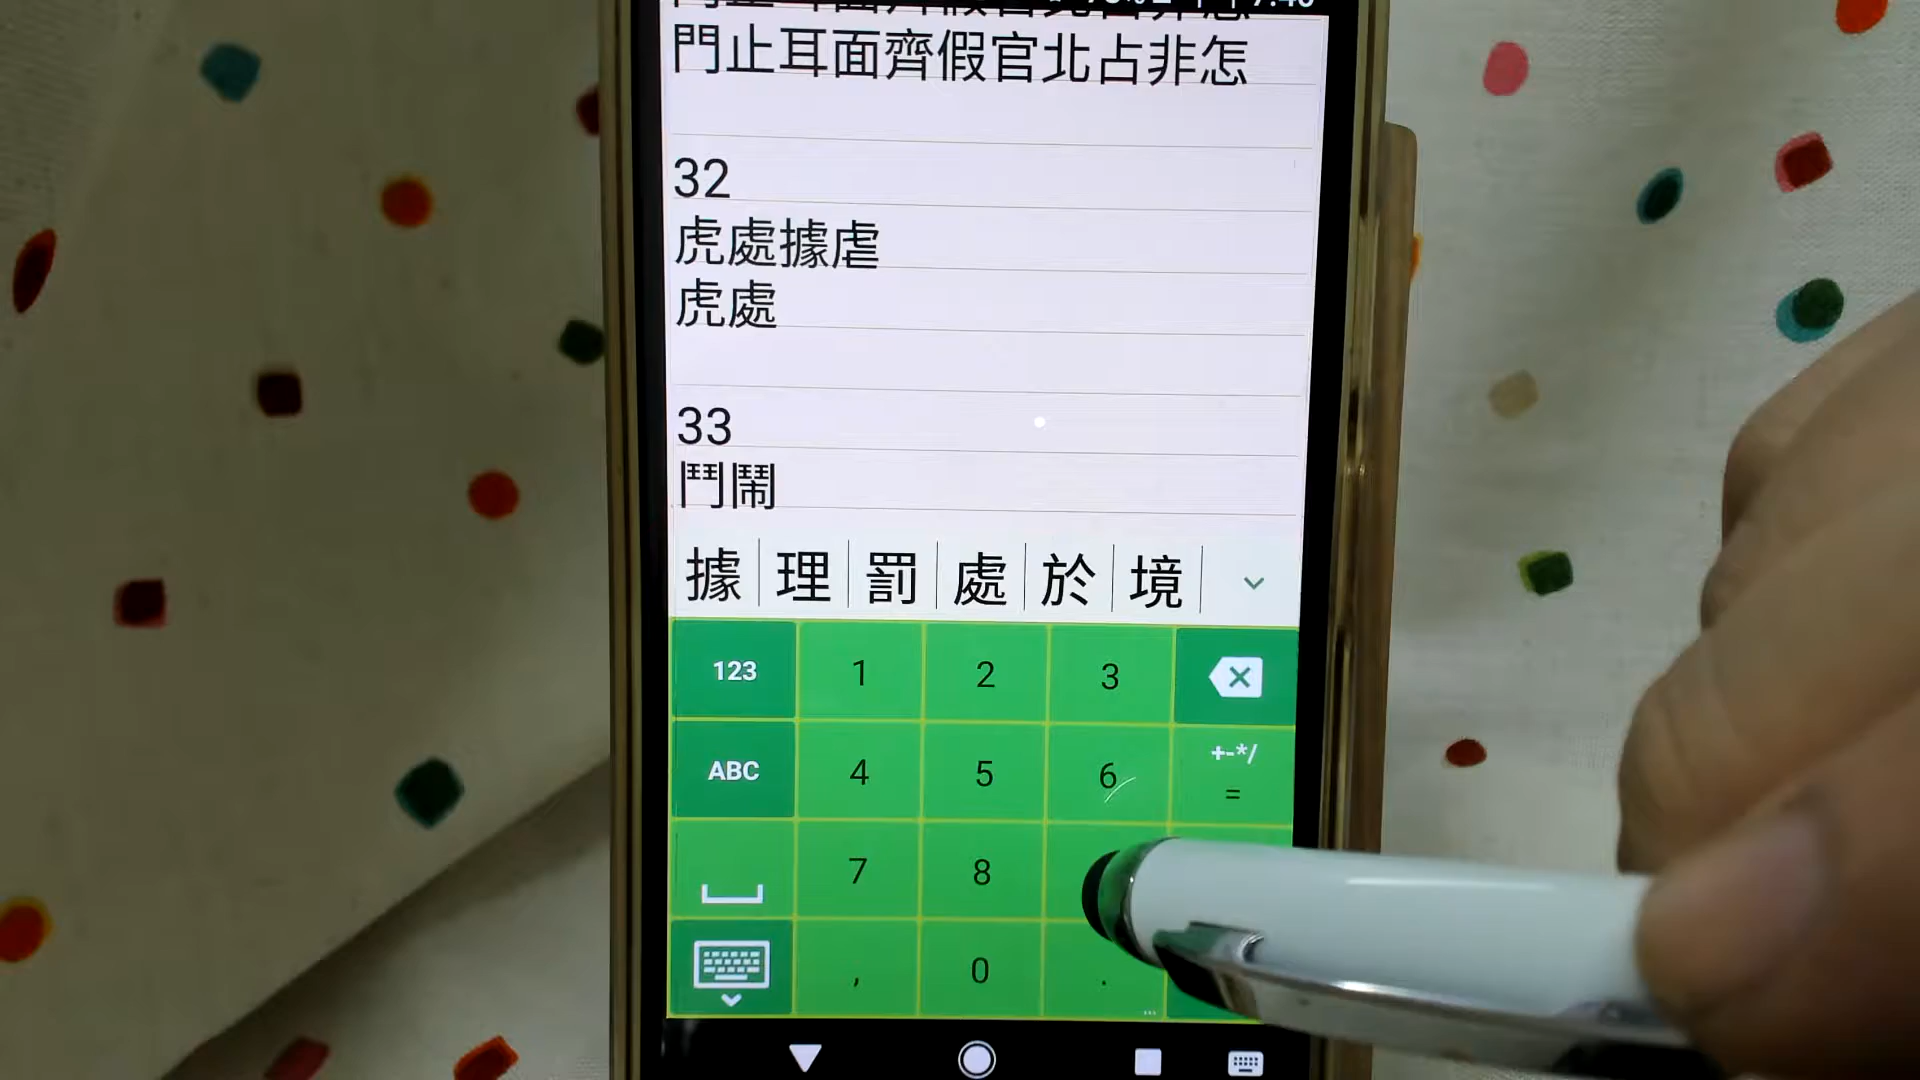 門止耳面齊假官北占非怎
32
虎處據虐
虎處
33
鬥鬧
據 理 罰 處 於 境
123 1 2 3
ABC 4 5 6 +-*/ =
7 8
, 0 . ...